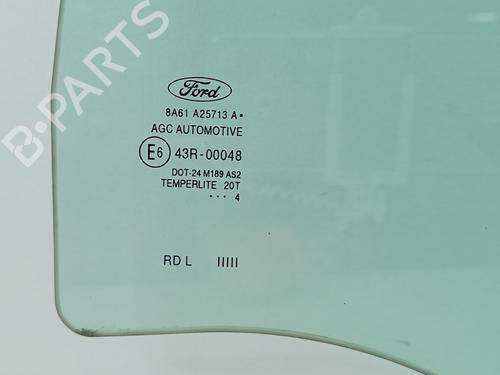 B-PARTS
Ford
8A61 A25713 A•
AGC AUTOMOTIVE
E6 43R-00048
DOT-24 M189 AS2
TEMPERLITE 20T
··· 4
RD L IIIII